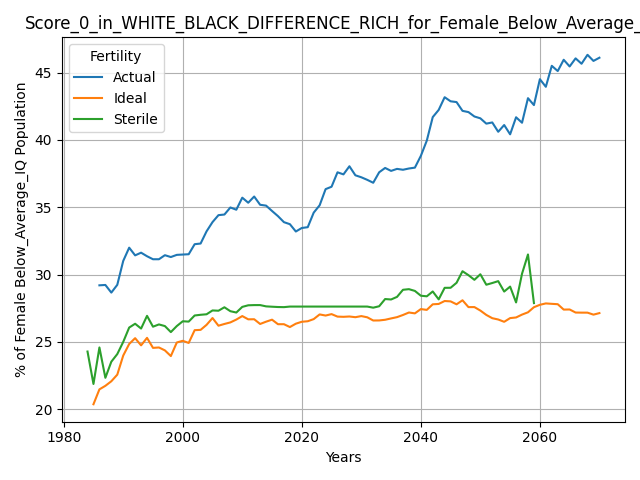 Score_0_in_WHITE_BLACK_DIFFERENCE_RICH_for_Female_Below_Average_
Fertility
Actual
Ideal
Sterile
% of Female Below_Average_IQ Population
45
40
35
30
25
20
1980
2000
2020
2040
2060
Years